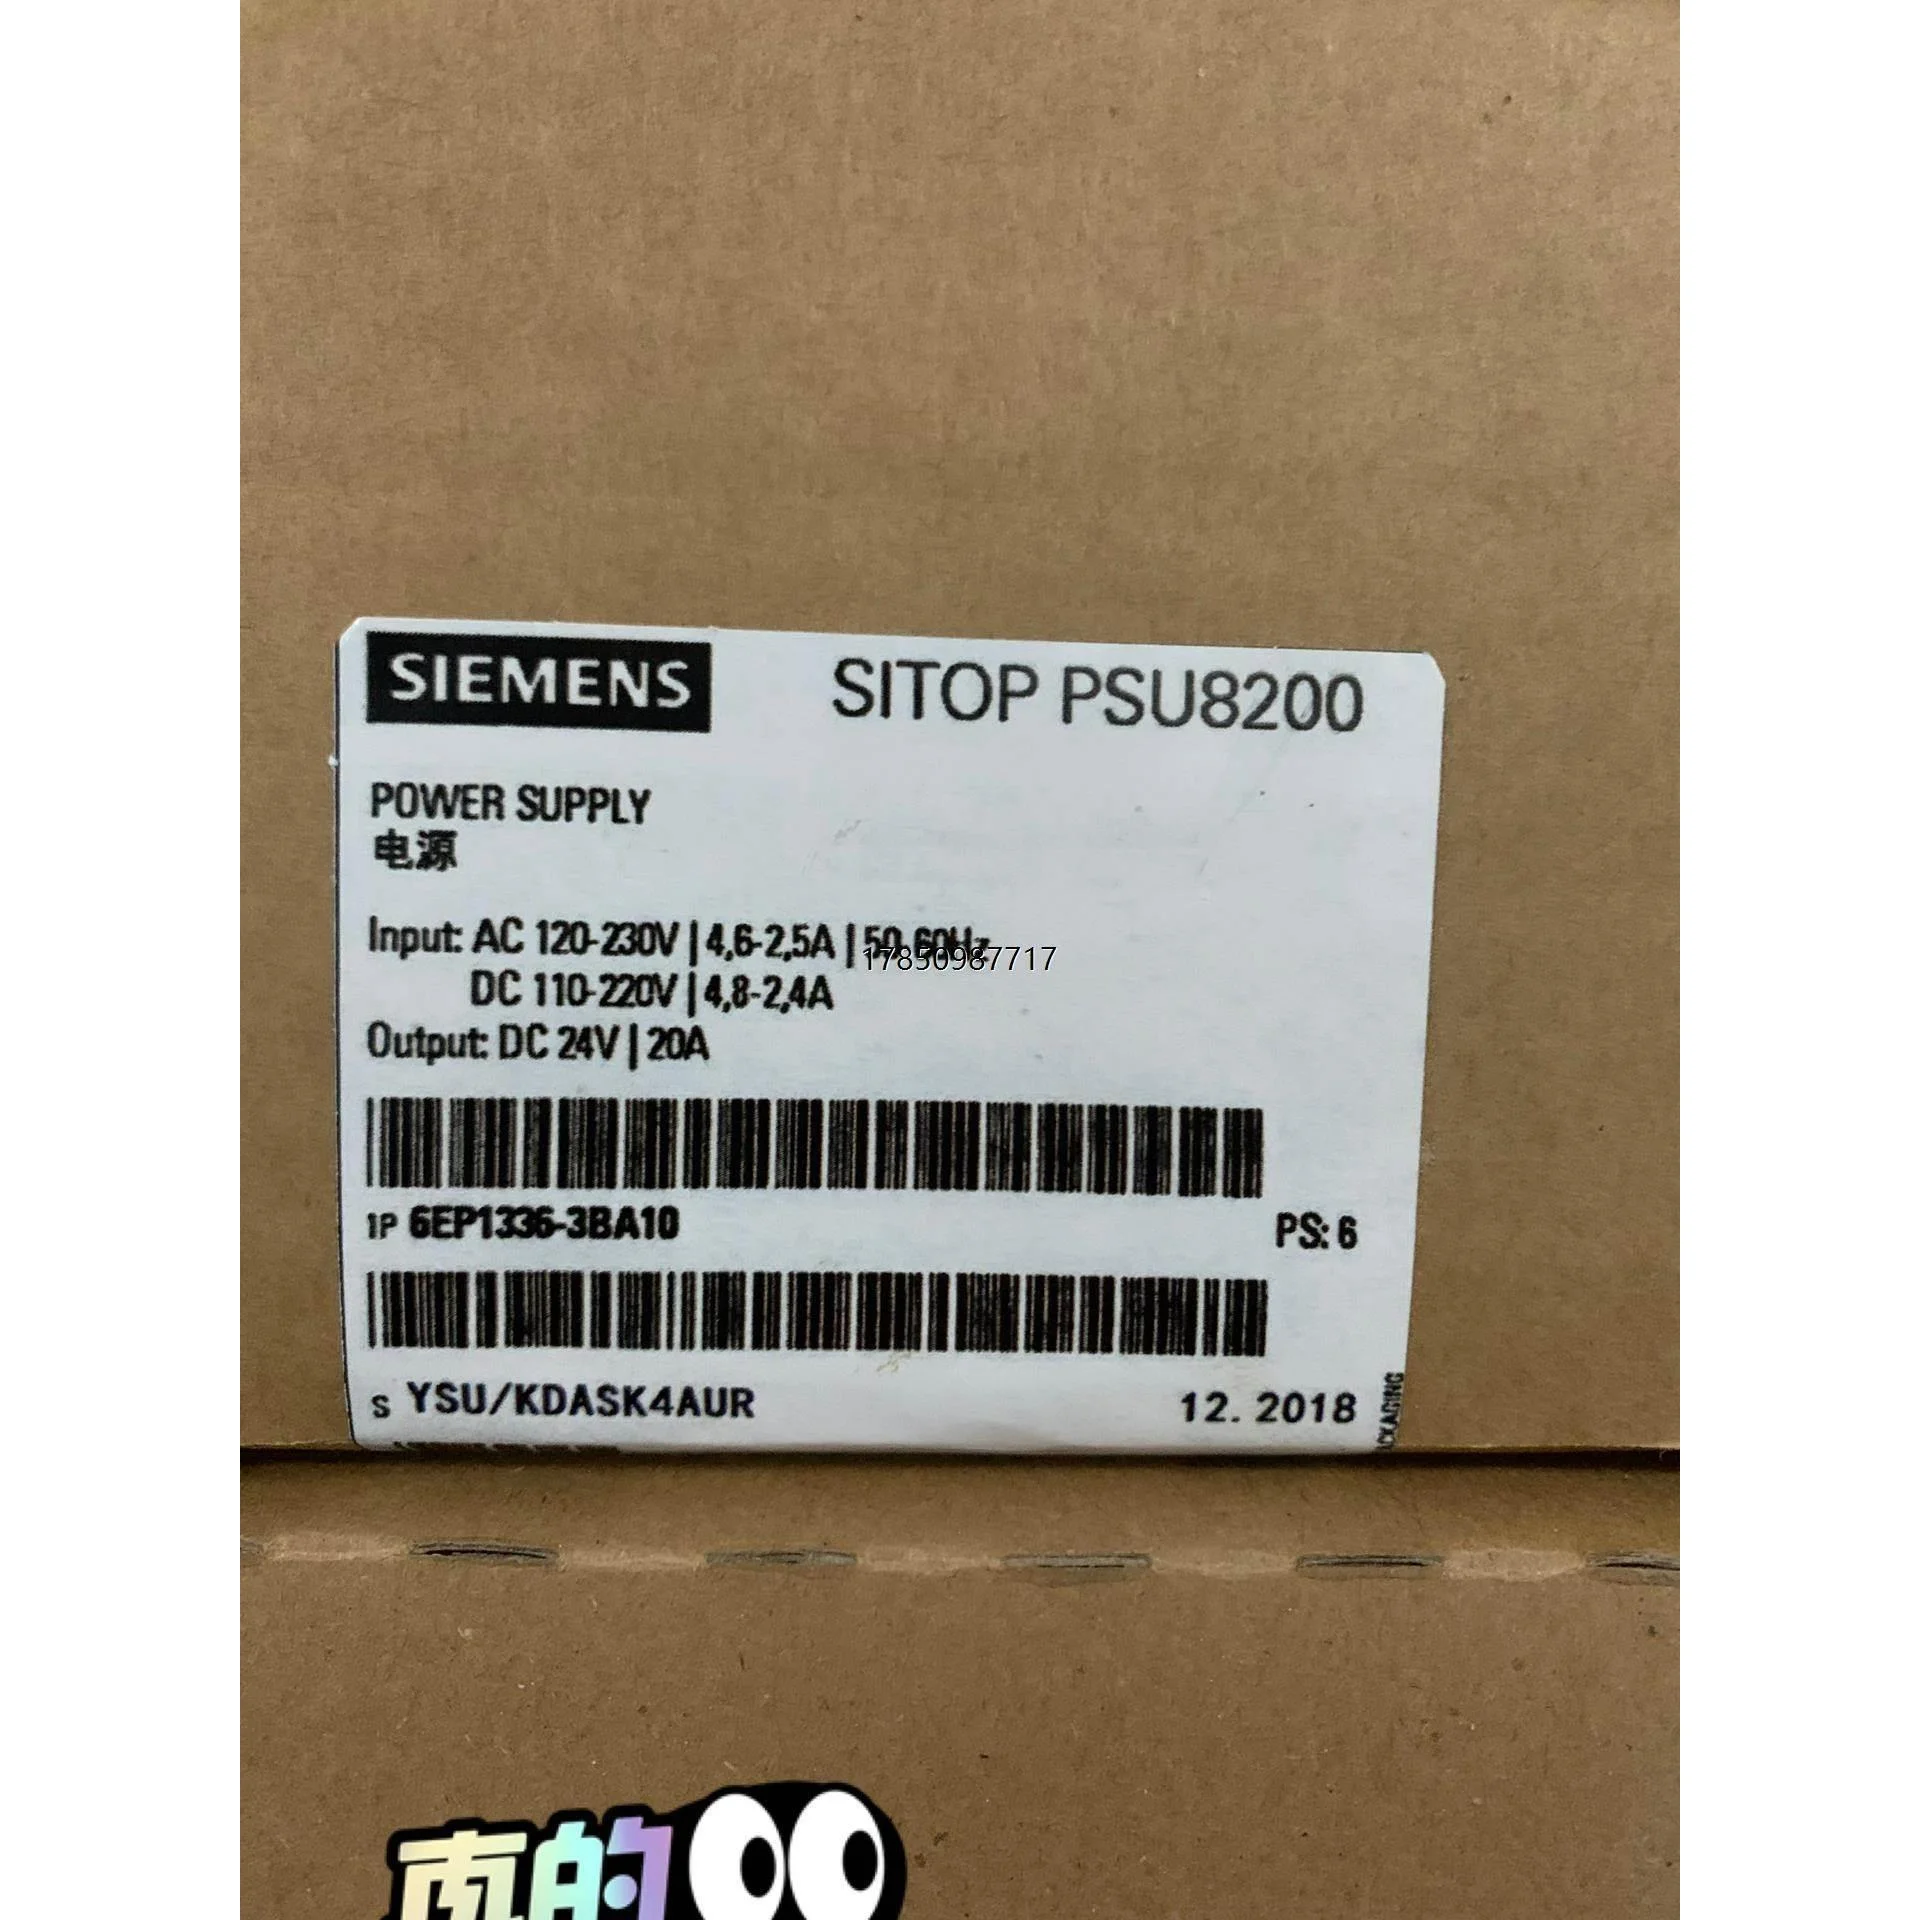 SIEMENS SITOP PSU8200
POWER SUPPLY
电源
Input: AC 120-230V | 4,6-2,5A | 50-60Hz
17850987717
DC 110-220V | 4,8-2,4A
Output: DC 24V | 20A
1P 6EP1336-3BA10 PS: 6
S YSU/KDASK4AUR 12. 2018
的